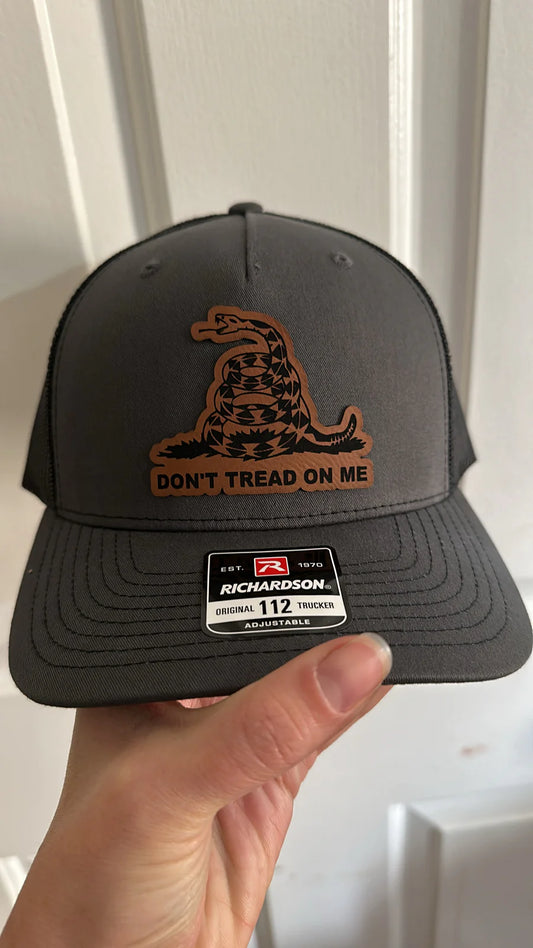 DON'T TREAD ON ME
EST. R 1970
RICHARDSON®
ORIGINAL 112 TRUCKER
ADJUSTABLE